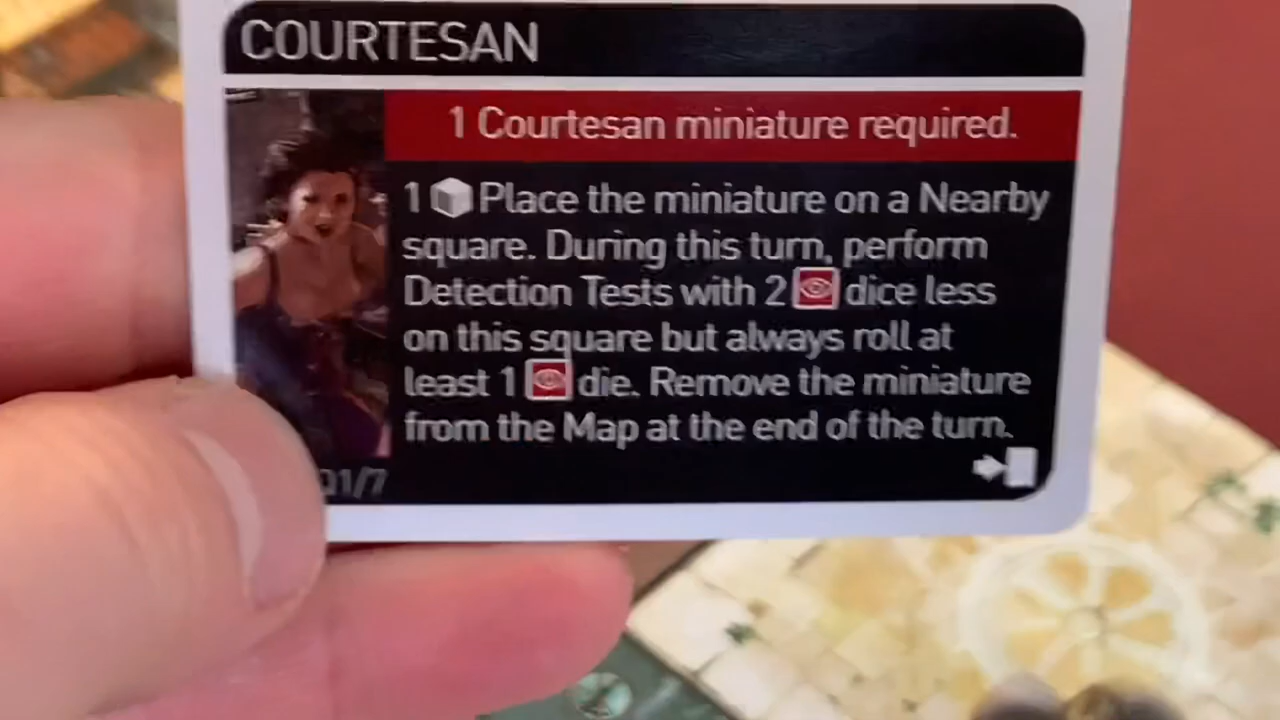 COURTESAN
1 Courtesan miniature required.
1 Place the miniature on a Nearby
square. During this turn, perform
Detection Tests with 2 dice less
on this square but always roll at
least 1 die. Remove the miniature
from the Map at the end of the turn.
01/7